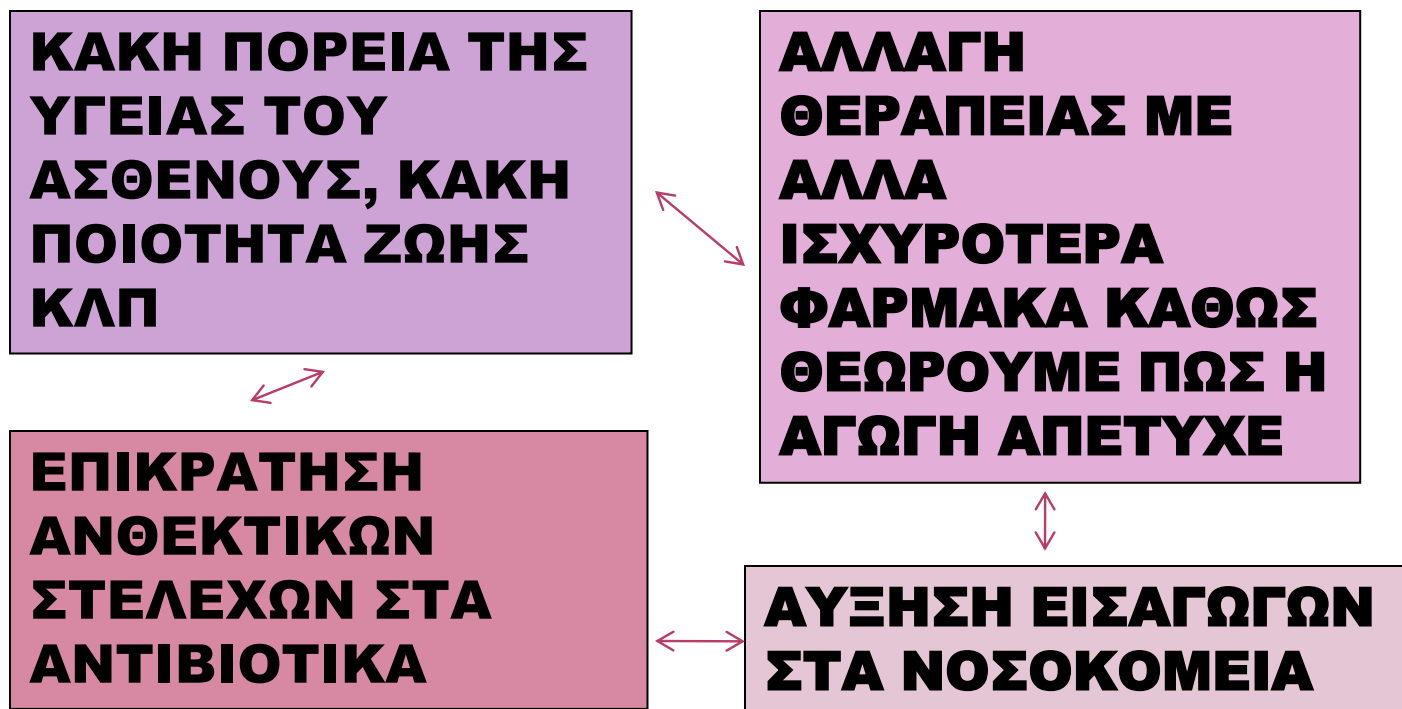 ΚΑΚΗ ΠΟΡΕΙΑ ΤΗΣ
ΥΓΕΙΑΣ ΤΟΥ
ΑΣΘΕΝΟΥΣ, ΚΑΚΗ
ΠΟΙΟΤΗΤΑ ΖΩΗΣ
ΚΛΠ
ΑΛΛΑΓΗ
ΘΕΡΑΠΕΙΑΣ ΜΕ
ΑΛΛΑ
ΙΣΧΥΡΟΤΕΡΑ
ΦΑΡΜΑΚΑ ΚΑΘΩΣ
ΘΕΩΡΟΥΜΕ ΠΩΣ Η
ΑΓΩΓΗ ΑΠΕΤΥΧΕ
ΕΠΙΚΡΑΤΗΣΗ
ΑΝΘΕΚΤΙΚΩΝ
ΣΤΕΛΕΧΩΝ ΣΤΑ
ΑΝΤΙΒΙΟΤΙΚΑ
ΑΥΞΗΣΗ ΕΙΣΑΓΩΓΩΝ
ΣΤΑ ΝΟΣΟΚΟΜΕΙΑ